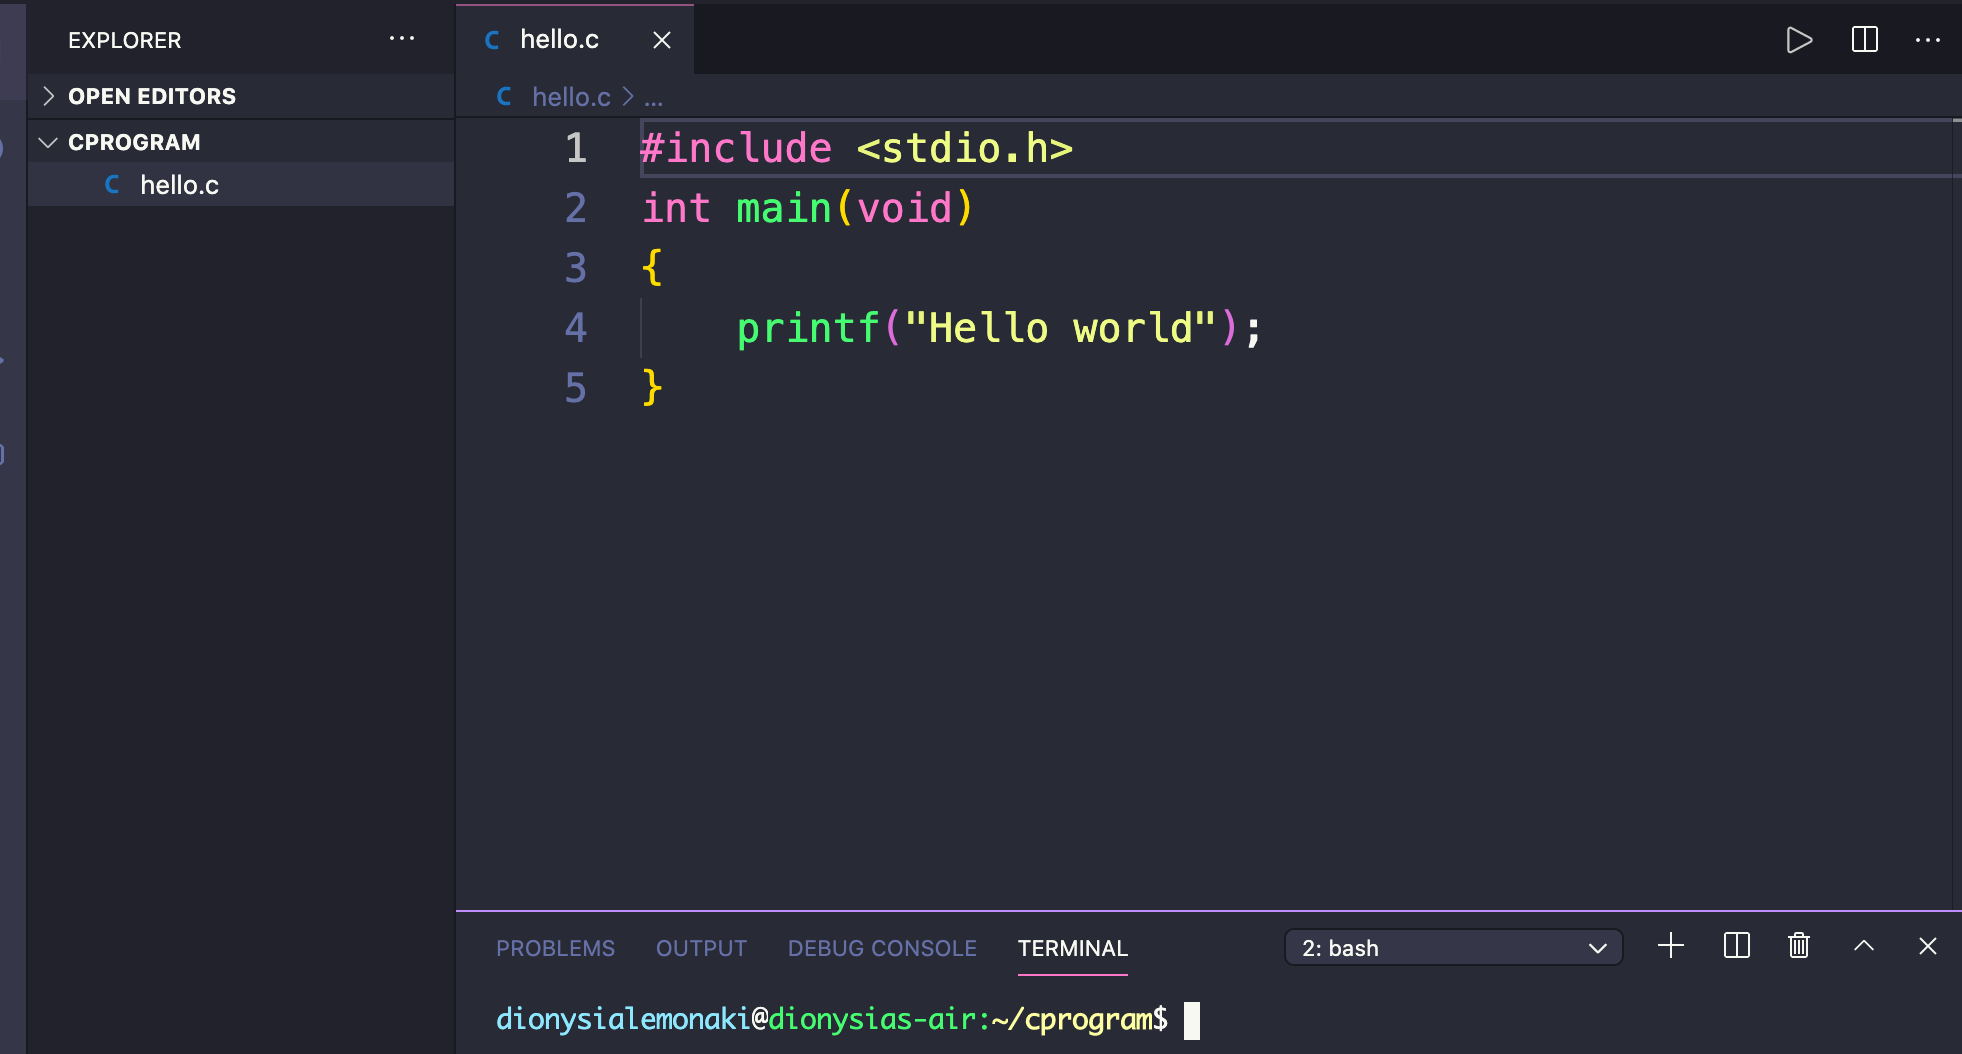 EXPLORER ...
OPEN EDITORS
CPROGRAM
C hello.c
C hello.c
C hello.c > ...
1 #include <stdio.h>
2 int main(void)
3 {
4     printf("Hello world");
5 }
PROBLEMS OUTPUT DEBUG CONSOLE TERMINAL 2: bash
dionysialemonaki@dionysias-air:~/cprogram$